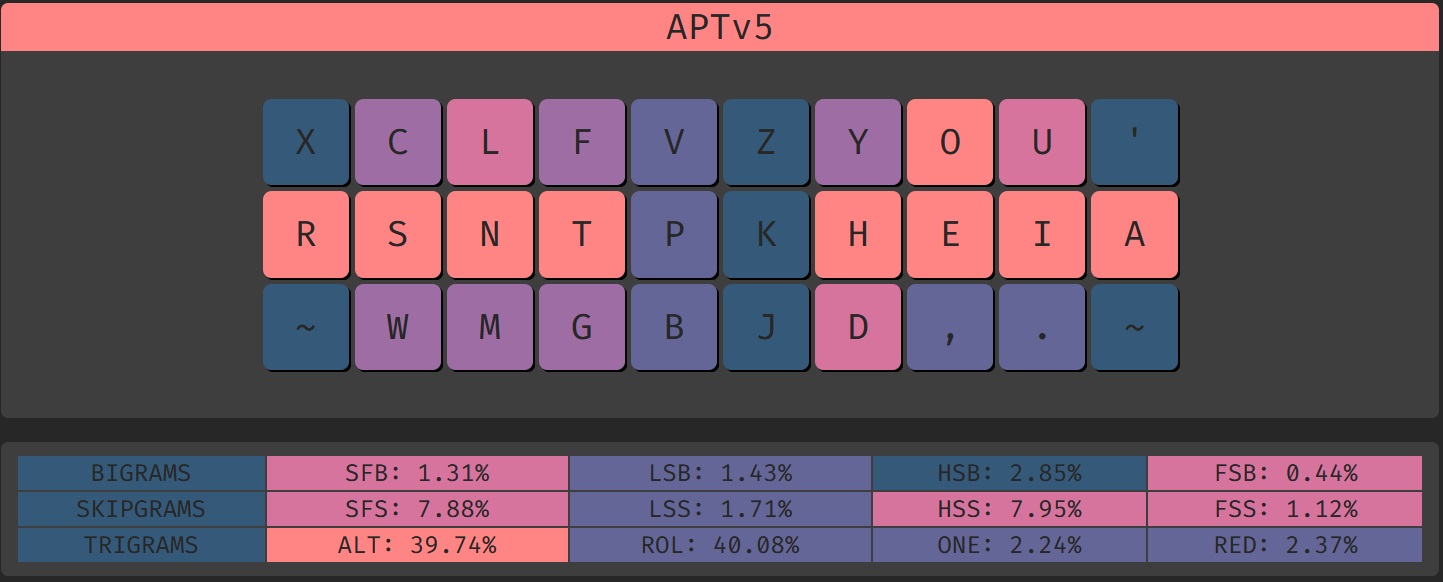 APTv5
X C L F V Z Y O U '
R S N T P K H E I A
~ W M G B J D , . ~
BIGRAMS SFB: 1.31% LSB: 1.43% HSB: 2.85% FSB: 0.44%
SKIPGRAMS SFS: 7.88% LSS: 1.71% HSS: 7.95% FSS: 1.12%
TRIGRAMS ALT: 39.74% ROL: 40.08% ONE: 2.24% RED: 2.37%